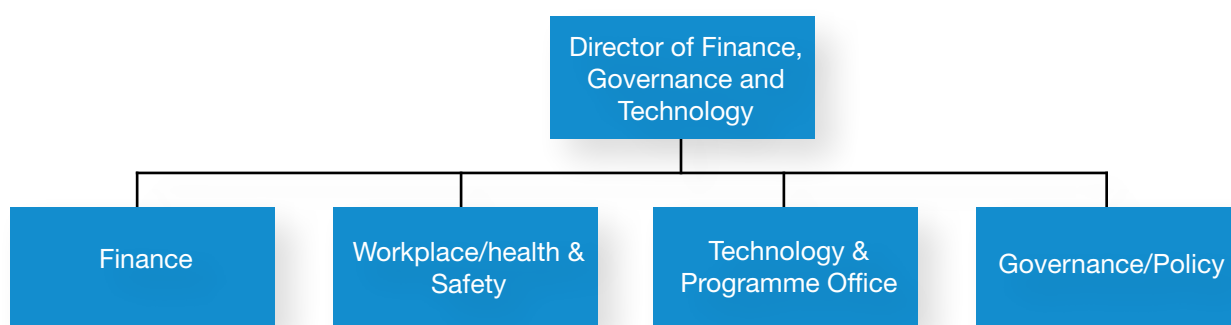 Director of Finance,
Governance and
Technology
Finance
Workplace/health &
Safety
Technology &
Programme Office
Governance/Policy